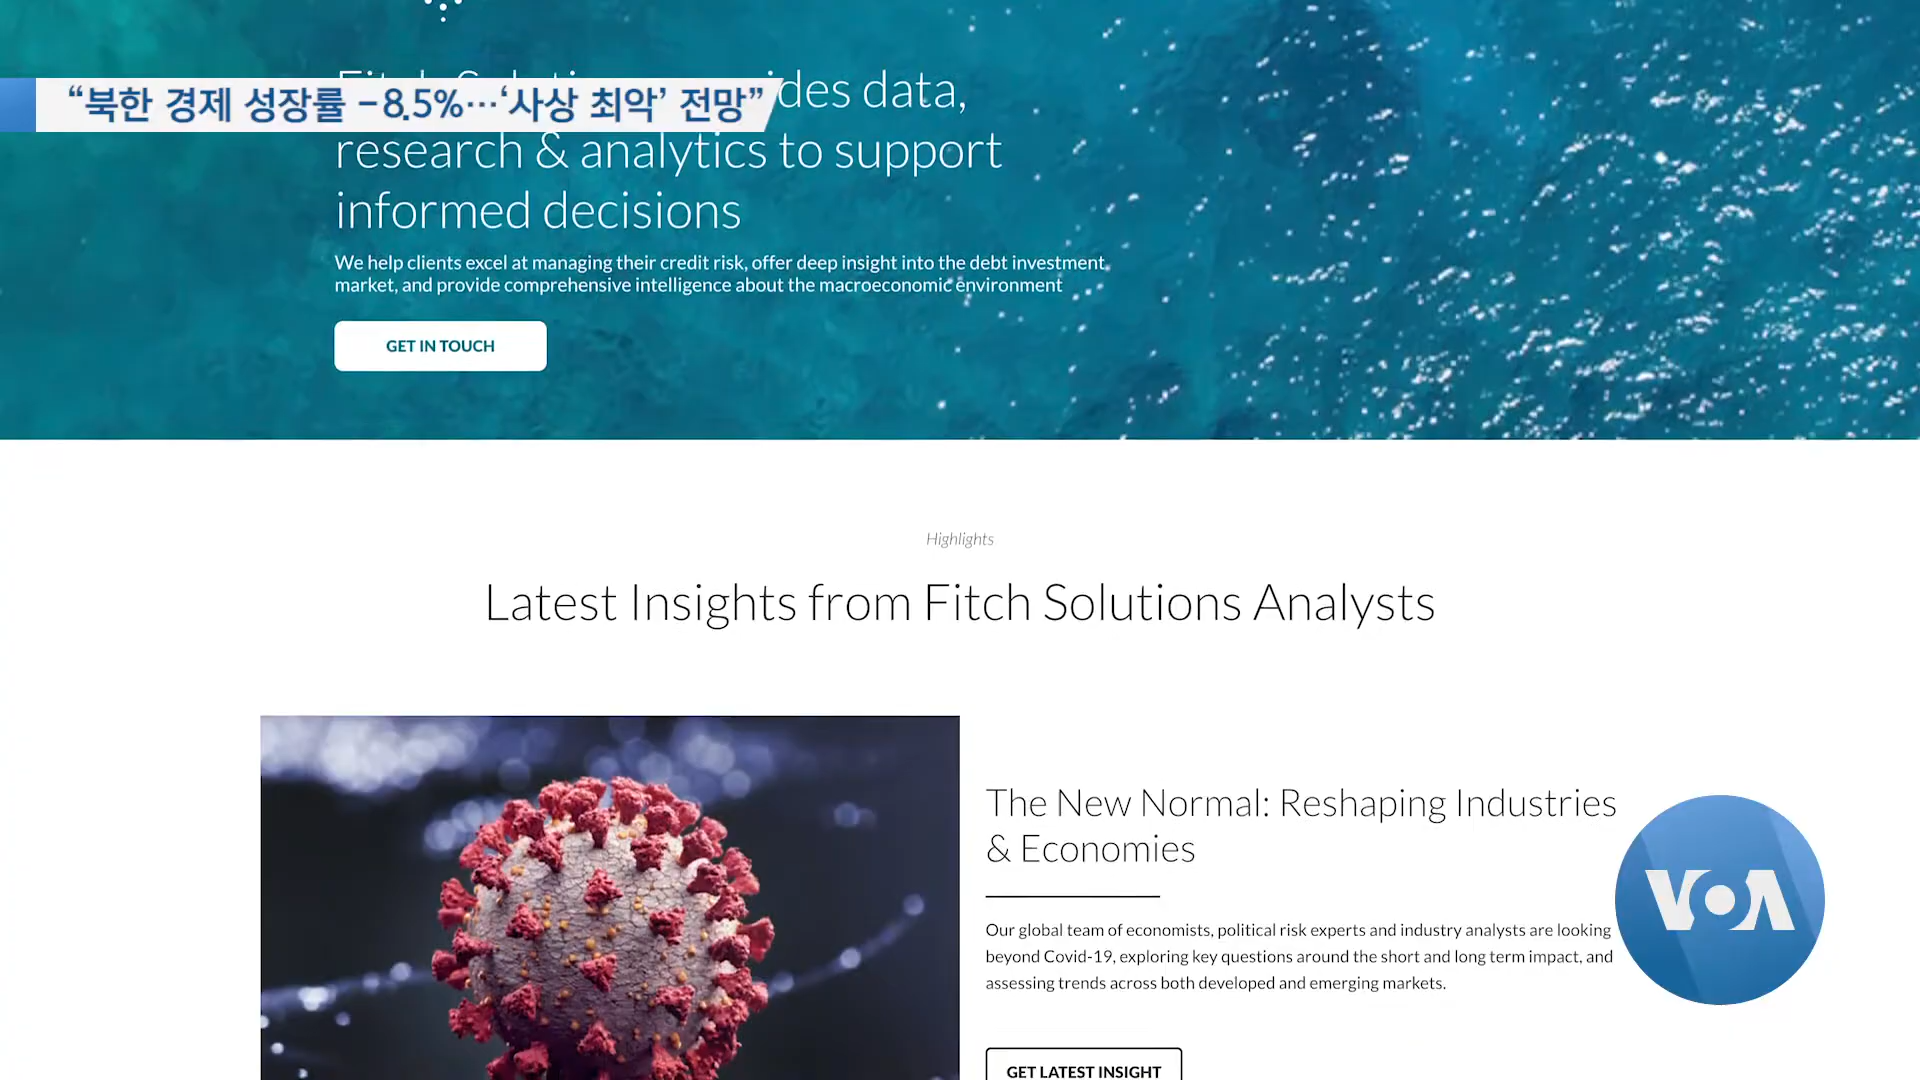 “북한 경제 성장률 -8.5%…‘사상 최악’ 전망”
des data,
research & analytics to support
informed decisions
We help clients excel at managing their credit risk, offer deep insight into the debt investment
market, and provide comprehensive intelligence about the macroeconomic environment
GET IN TOUCH
Highlights
Latest Insights from Fitch Solutions Analysts
The New Normal: Reshaping Industries
& Economies
Our global team of economists, political risk experts and industry analysts are looking
beyond Covid-19, exploring key questions around the short and long term impact, and
assessing trends across both developed and emerging markets.
GET LATEST INSIGHT
VOA